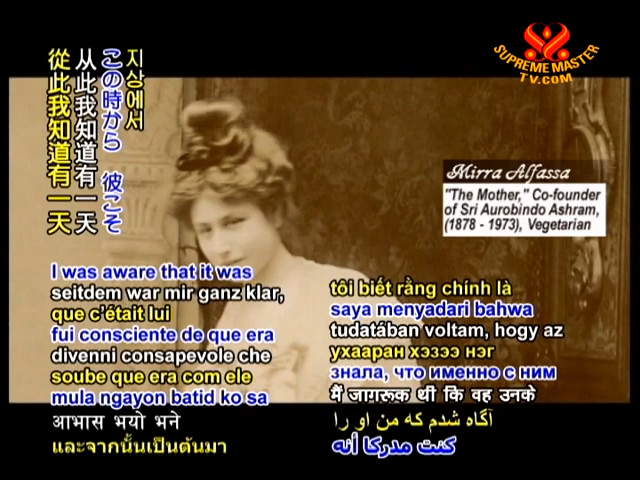 SUPREME MASTER
TV.COM
지상에서
この時から 彼こそ
从此我知道有一天
從此我知道有一天
Mirra Alfassa
"The Mother," Co-founder
of Sri Aurobindo Ashram,
(1878 - 1973), Vegetarian
I was aware that it was
seitdem war mir ganz klar,
que c'était lui
fui consciente de que era
divenni consapevole che
soube que era com ele
mula ngayon batid ko sa
आभास भयो भने
และจากนั้นเป็นต้นมา
tôi biết rằng chính là
saya menyadari bahwa
tudatában voltam, hogy az
ухааран хэзээ нэг
знала, что именно с ним
मैं जागरूक थीं कि वह उनके
آگاه شدم که من او را
كنت مدركا أنه